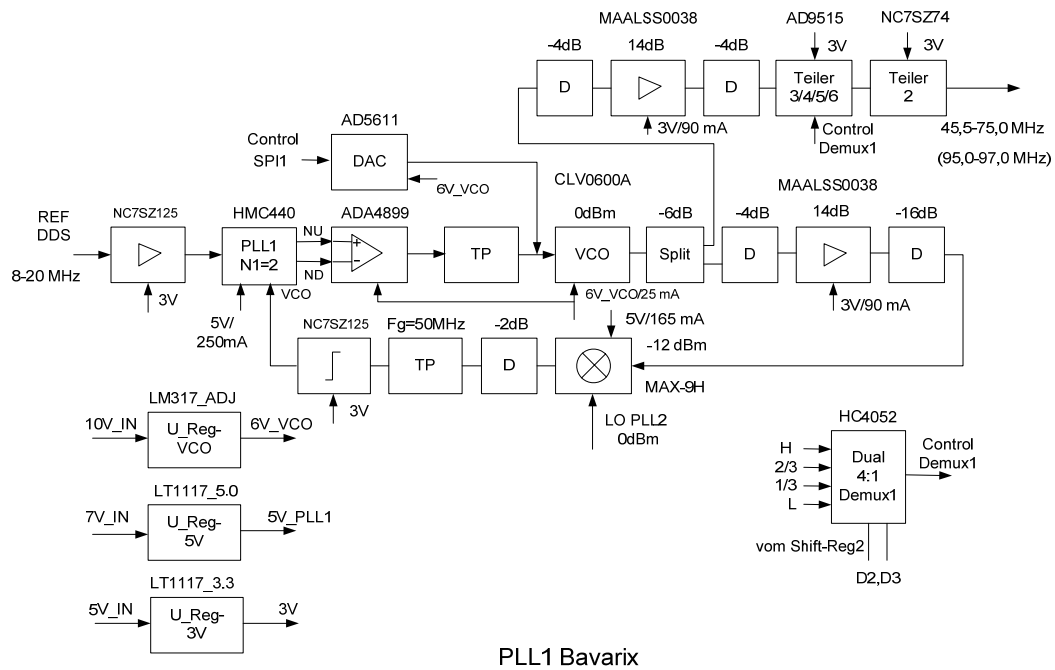 MAALSS0038
AD9515
NC7SZ74
-4dB
14dB
-4dB
3V
3V
D
D
Teiler
3/4/5/6
Teiler
2
3V/90 mA
Control
Demux1
45,5-75,0 MHz
(95,0-97,0 MHz)
AD5611
Control
SPI1
DAC
6V_VCO
CLV0600A
MAALSS0038
REF
DDS
8-20 MHz
NC7SZ125
3V
HMC440
PLL1
N1=2
NU
ND
VCO
5V/
250mA
ADA4899
+
–
TP
0dBm
VCO
6V_VCO/25 mA
-6dB
Split
-4dB
D
14dB
3V/90 mA
-16dB
D
NC7SZ125
3V
Fg=50MHz
TP
-2dB
D
5V/165 mA
-12 dBm
MAX-9H
LO PLL2
0dBm
LM317_ADJ
10V_IN
U_Reg-
VCO
6V_VCO
LT1117_5.0
7V_IN
U_Reg-
5V
5V_PLL1
LT1117_3.3
5V_IN
U_Reg-
3V
3V
HC4052
H
2/3
1/3
L
Dual
4:1
Demux1
Control
Demux1
vom Shift-Reg2
D2,D3
PLL1 Bavarix